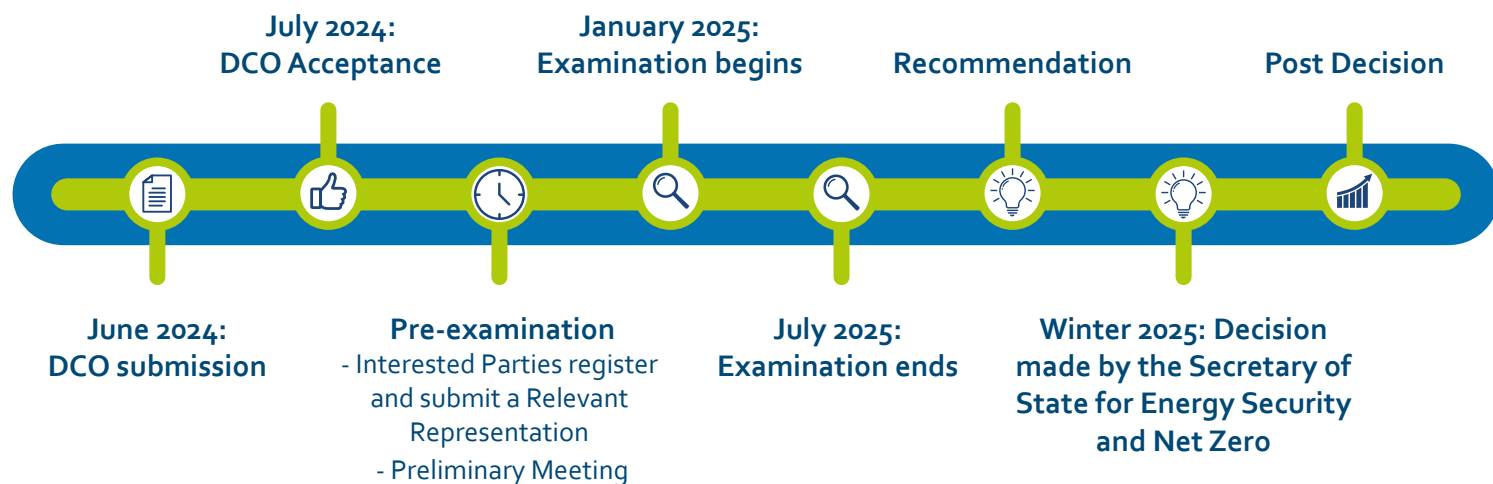 July 2024:
DCO Acceptance
January 2025:
Examination begins
Recommendation
Post Decision
June 2024:
DCO submission
Pre-examination
- Interested Parties register
and submit a Relevant
Representation
- Preliminary Meeting
July 2025:
Examination ends
Winter 2025: Decision
made by the Secretary of
State for Energy Security
and Net Zero